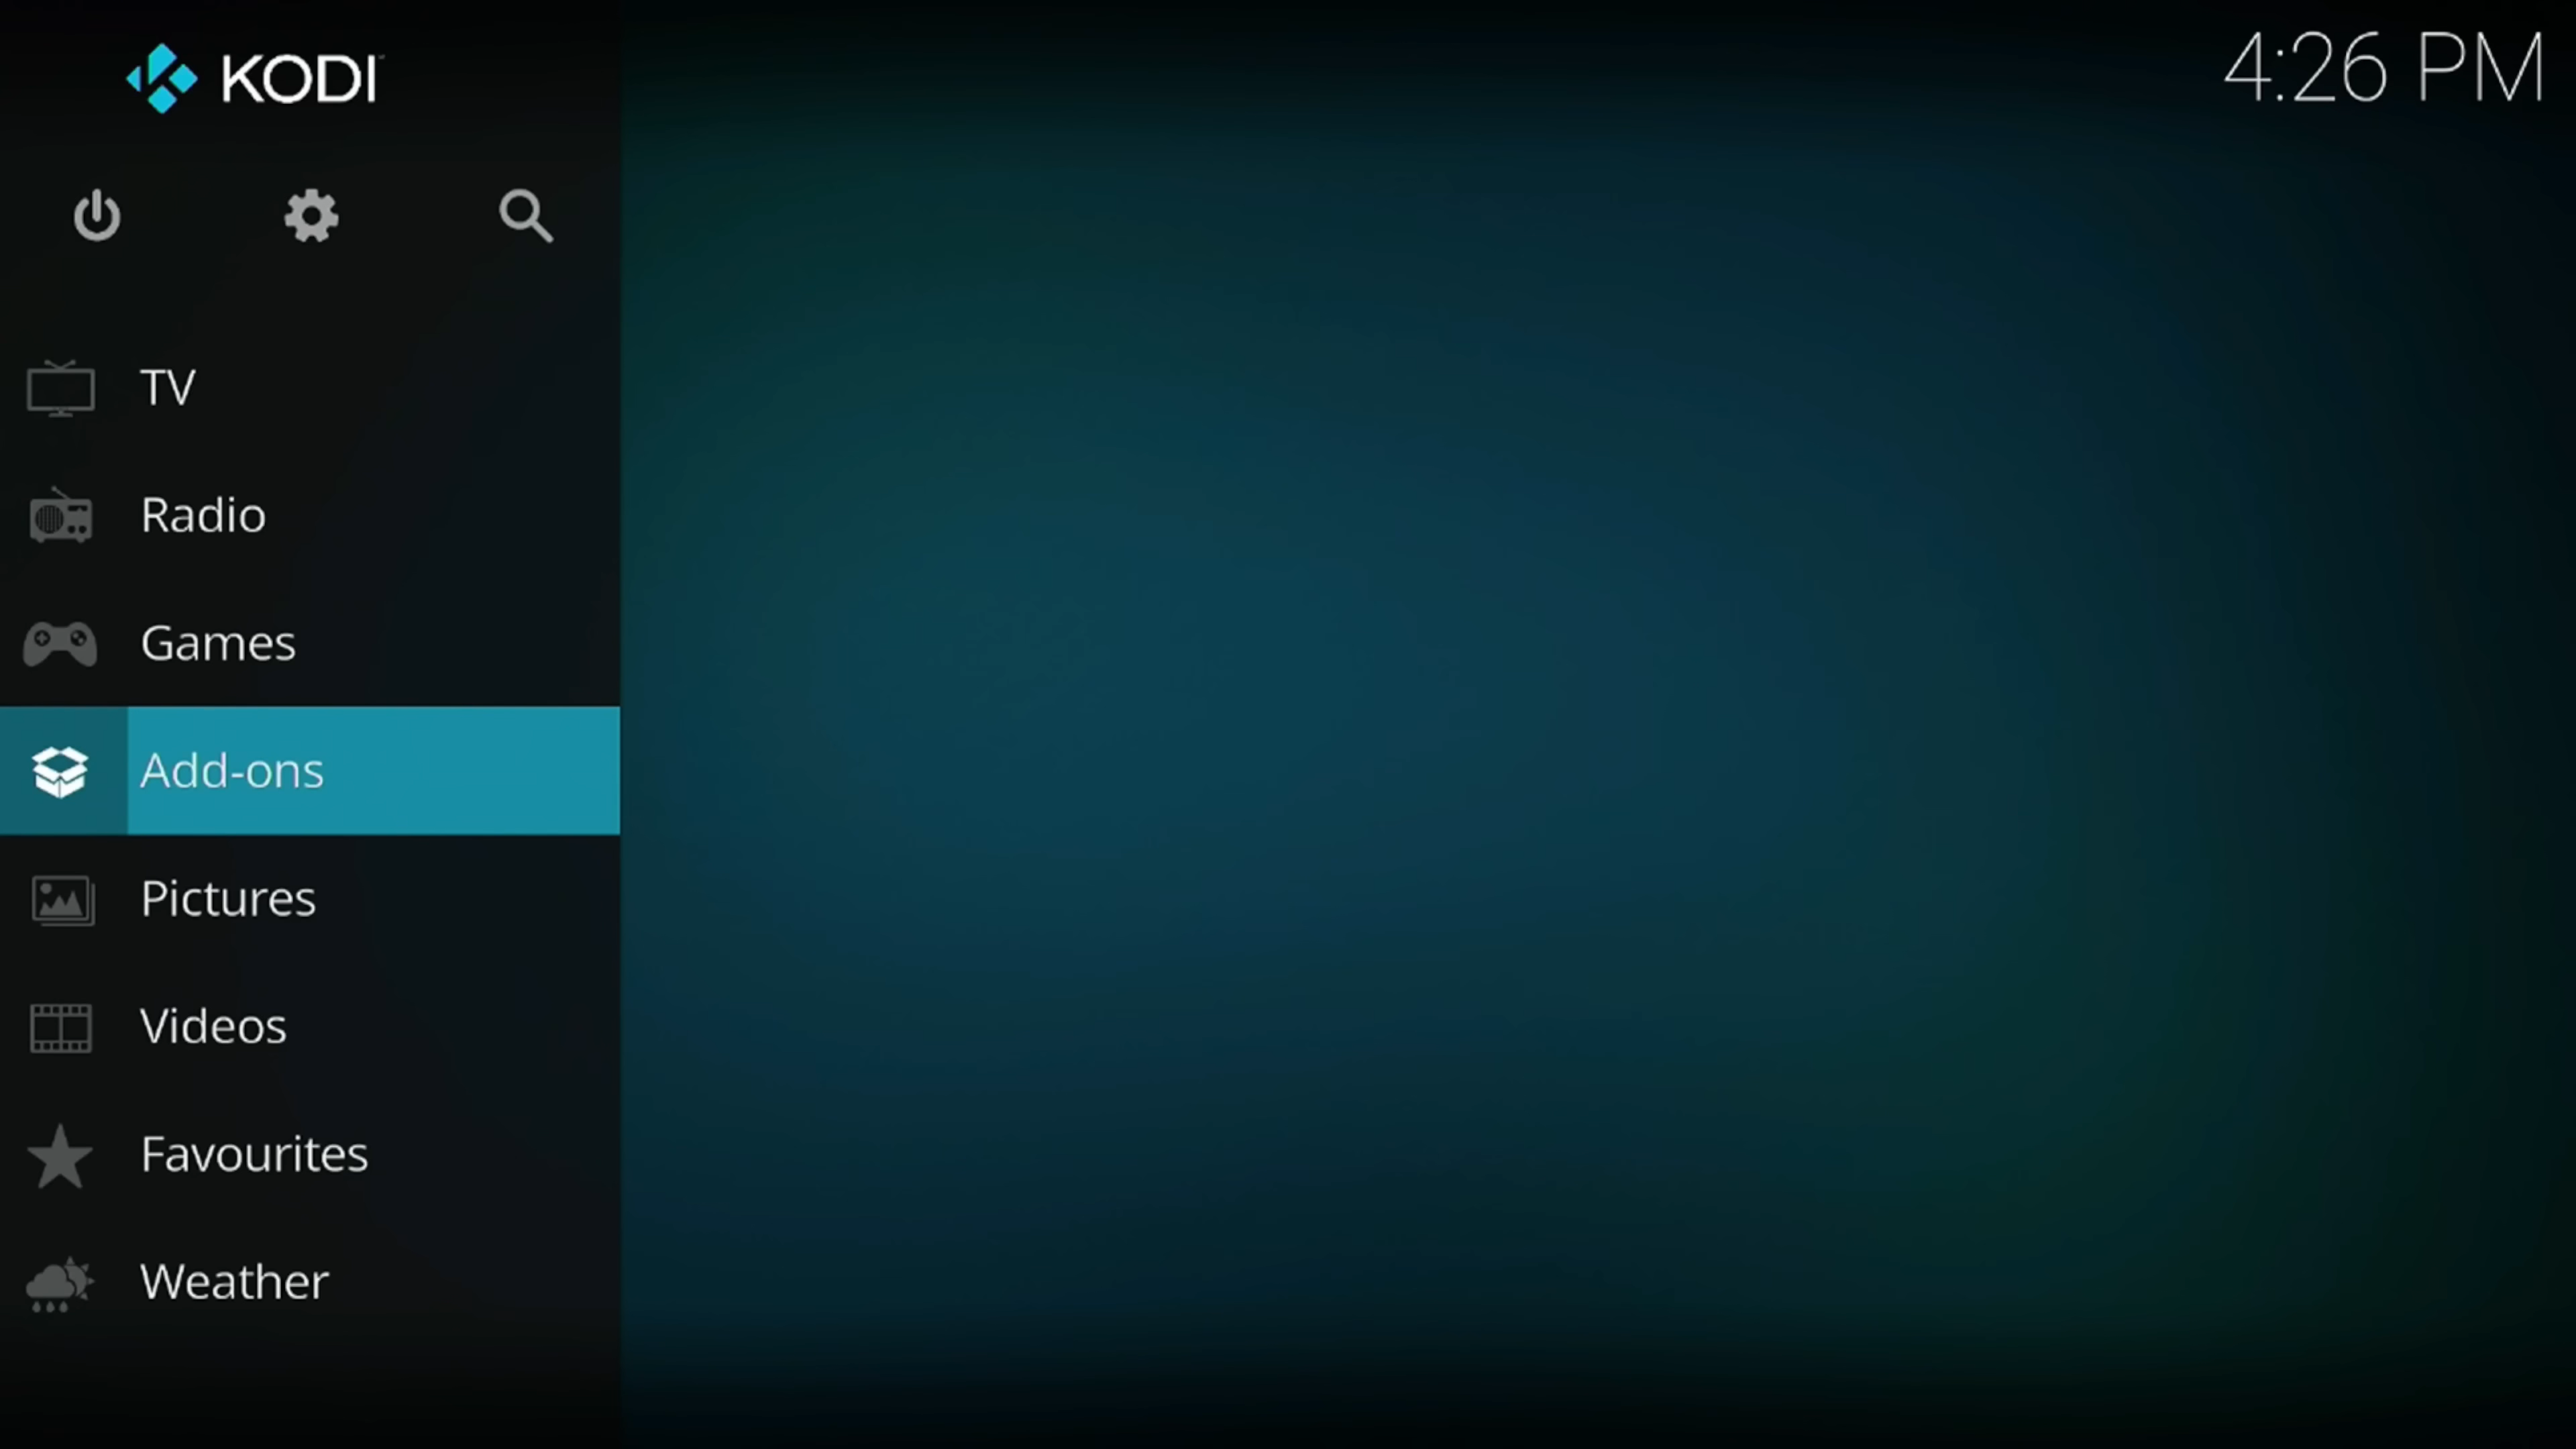 KODI
4:26 PM
TV
Radio
Games
Add-ons
Pictures
Videos
Favourites
Weather